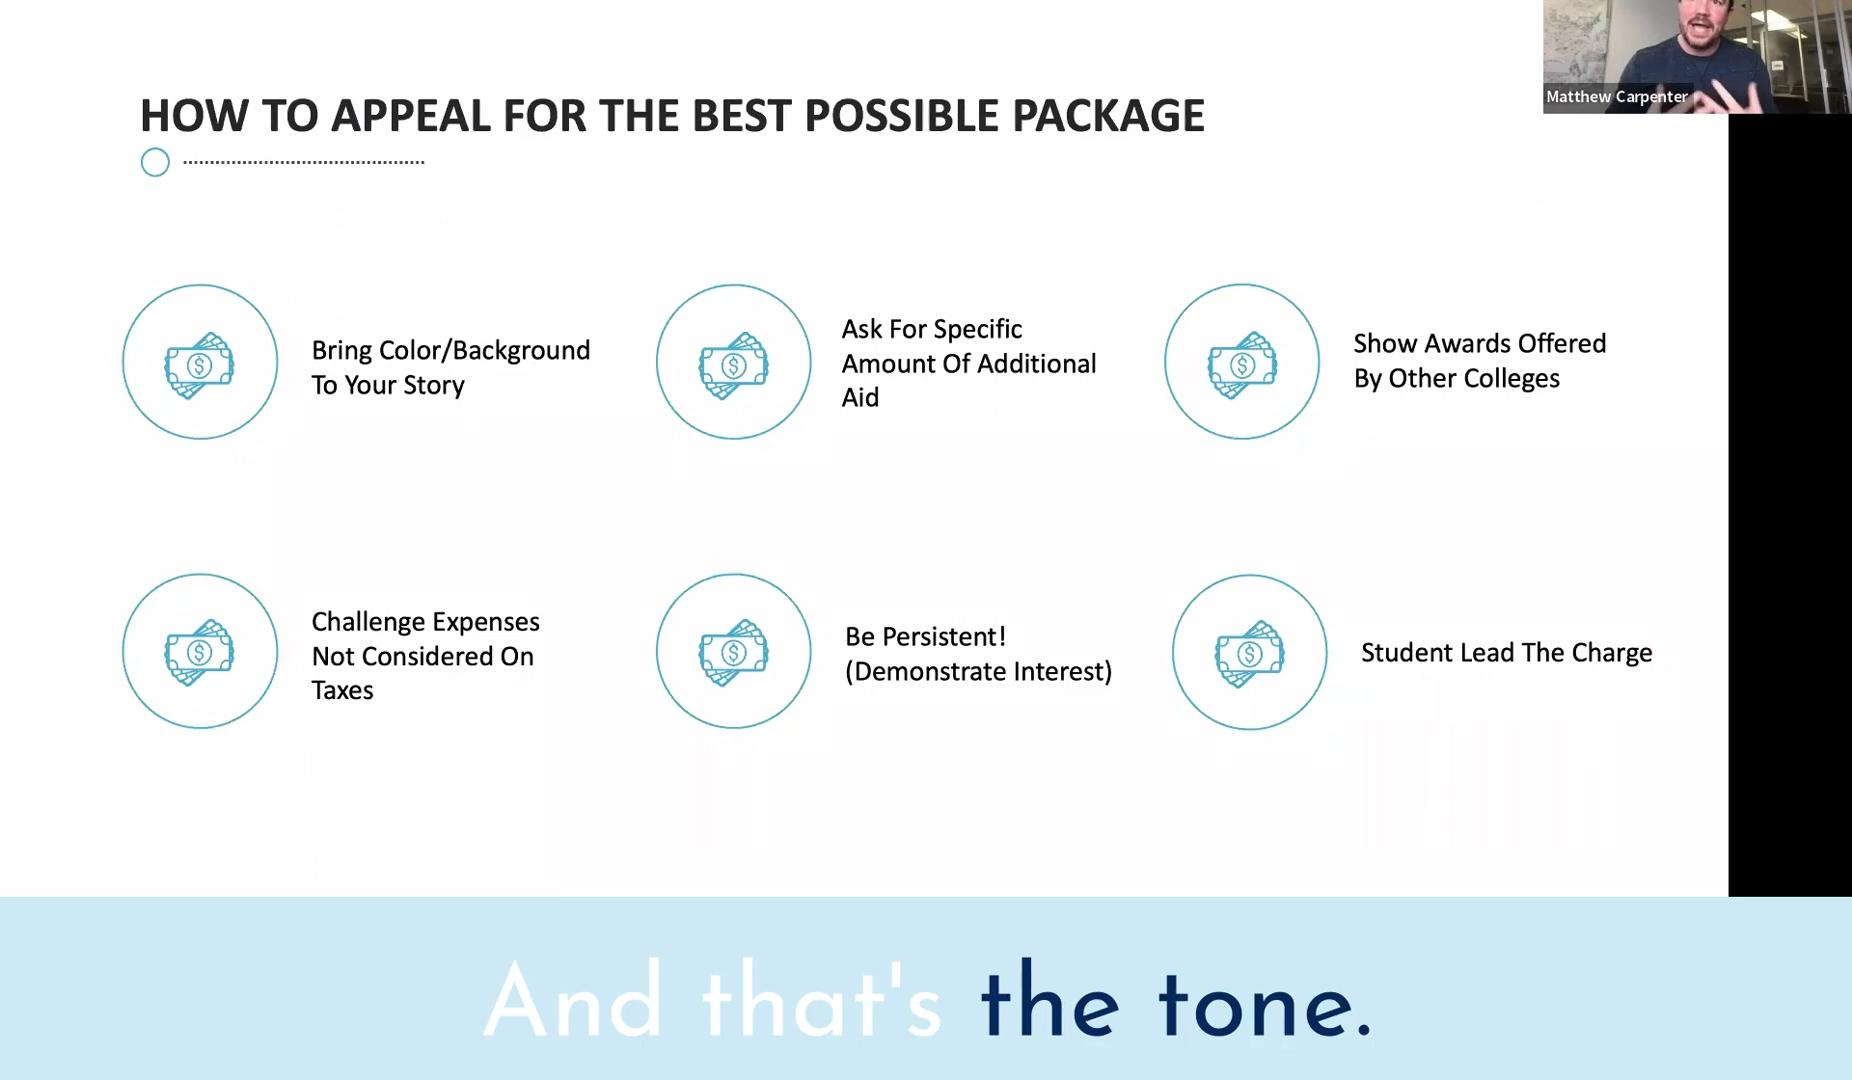 HOW TO APPEAL FOR THE BEST POSSIBLE PACKAGE
Matthew Carpenter
Bring Color/Background
To Your Story
Ask For Specific
Amount Of Additional
Aid
Show Awards Offered
By Other Colleges
Challenge Expenses
Not Considered On
Taxes
Be Persistent!
(Demonstrate Interest)
Student Lead The Charge
And that's the tone.